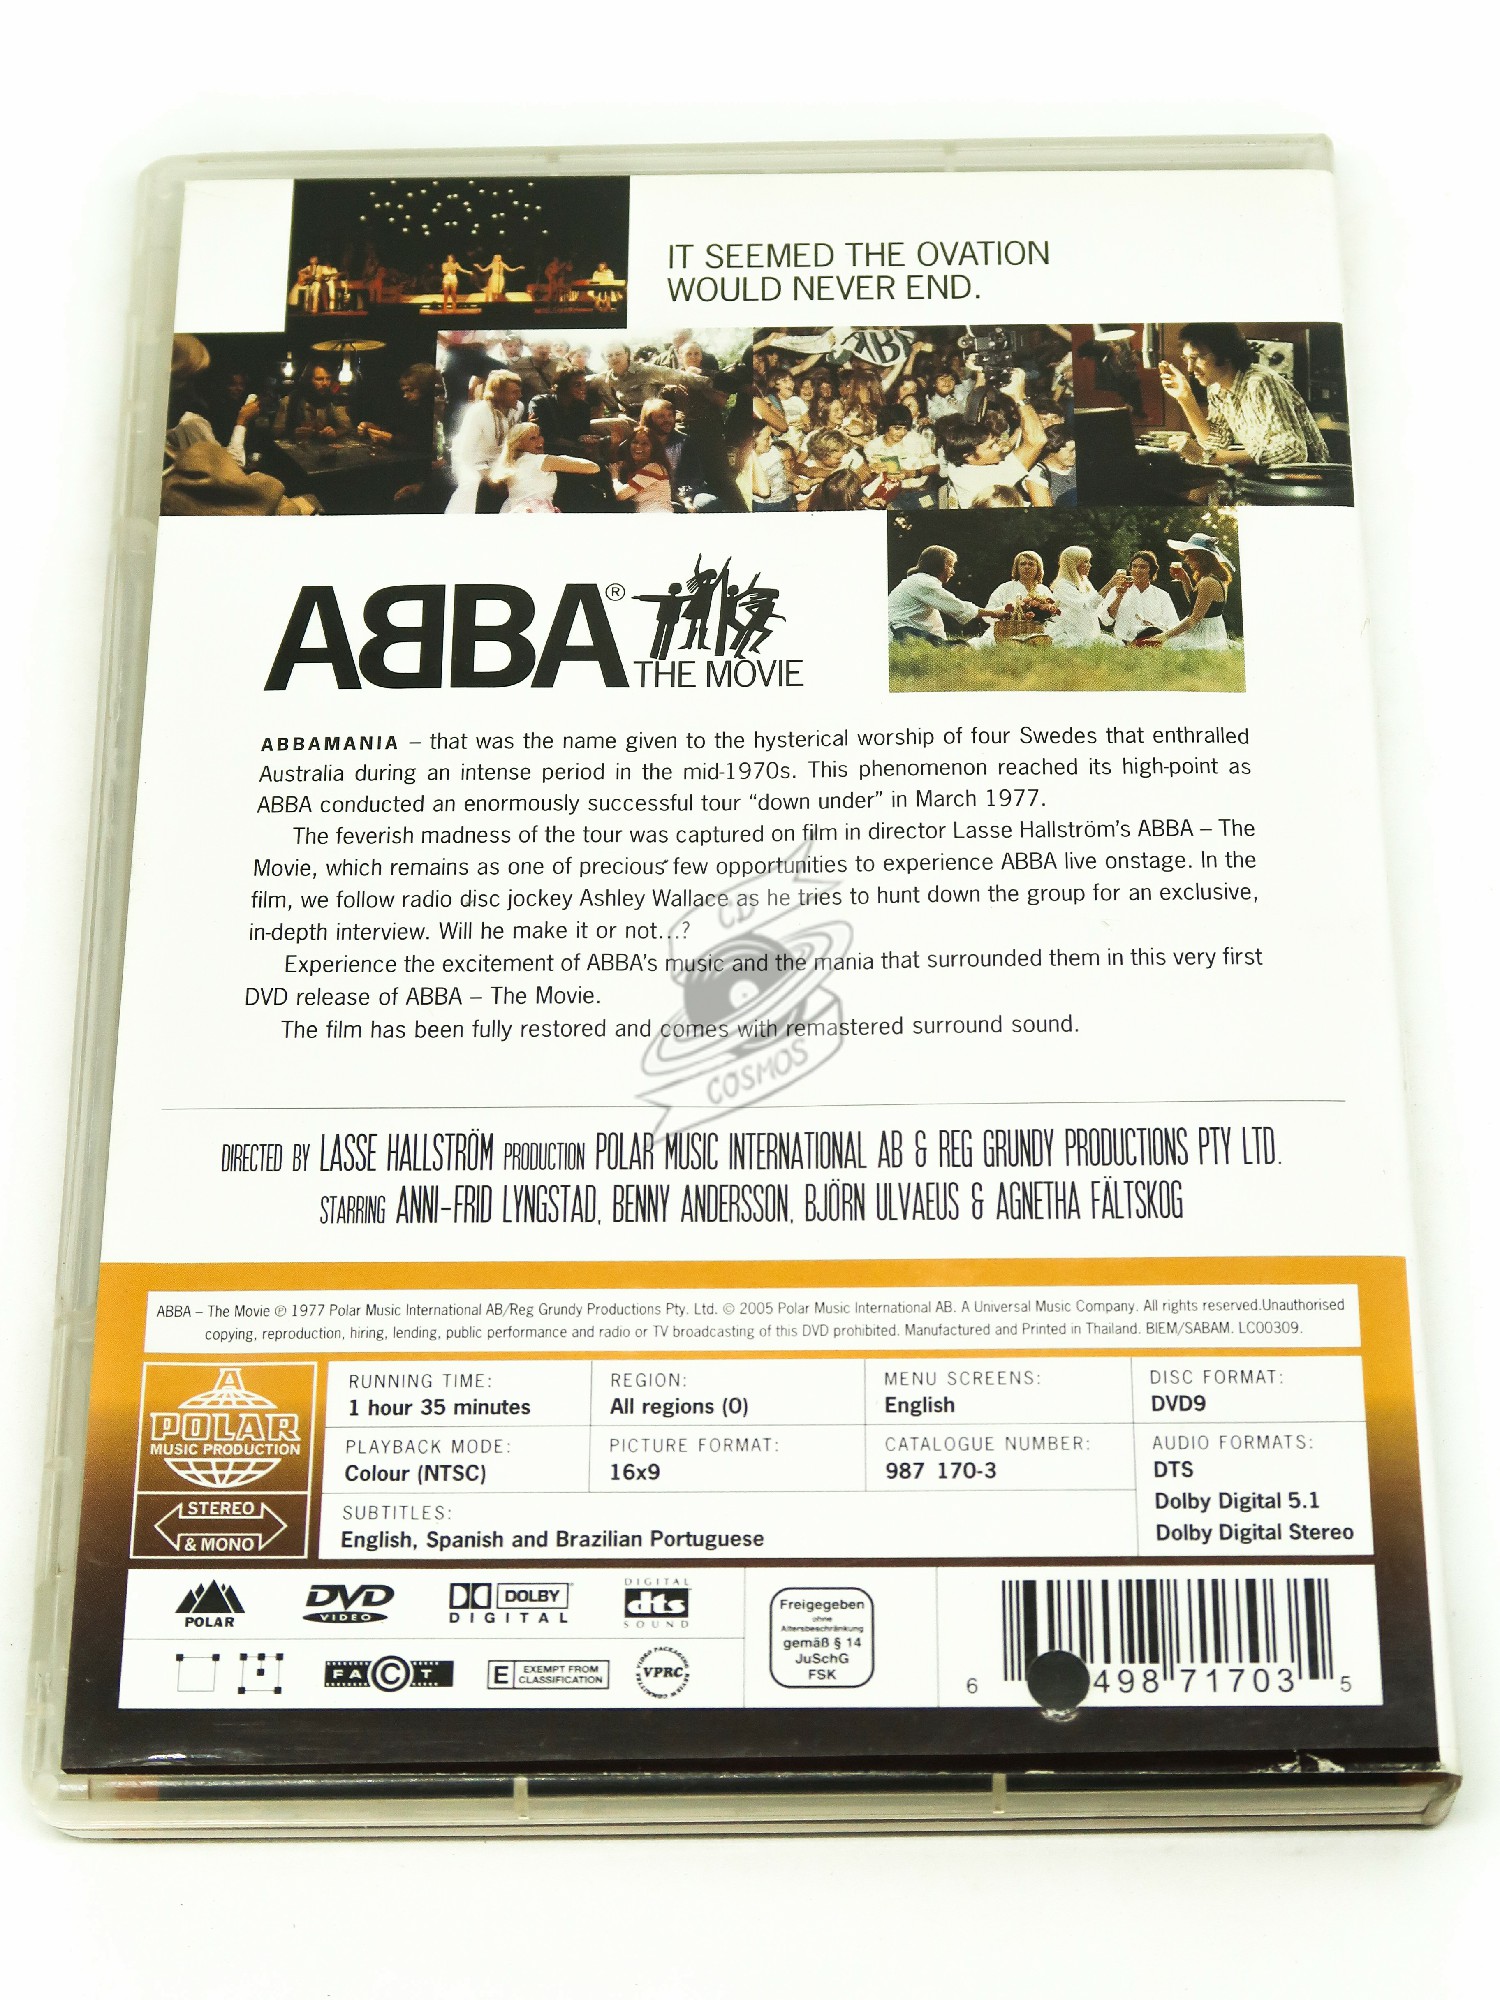 IT SEEMED THE OVATION
WOULD NEVER END.
ABBA
ABBA®
THE MOVIE
ABBAMANIA – that was the name given to the hysterical worship of four Swedes that enthralled
Australia during an intense period in the mid-1970s. This phenomenon reached its high-point as
ABBA conducted an enormously successful tour “down under” in March 1977.
The feverish madness of the tour was captured on film in director Lasse Hallström’s ABBA – The
Movie, which remains as one of precious few opportunities to experience ABBA live onstage. In the
film, we follow radio disc jockey Ashley Wallace as he tries to hunt down the group for an exclusive,
in-depth interview. Will he make it or not...?
Experience the excitement of ABBA’s music and the mania that surrounded them in this very first
DVD release of ABBA – The Movie.
The film has been fully restored and comes with remastered surround sound.
CD
COSMOS
DIRECTED BY LASSE HALLSTRÖM PRODUCTION POLAR MUSIC INTERNATIONAL AB & REG GRUNDY PRODUCTIONS PTY LTD.
STARRING ANNI-FRID LYNGSTAD, BENNY ANDERSSON, BJÖRN ULVAEUS & AGNETHA FÄLTSKOG
ABBA – The Movie ℗ 1977 Polar Music International AB/Reg Grundy Productions Pty. Ltd. © 2005 Polar Music International AB. A Universal Music Company. All rights reserved.Unauthorised
copying, reproduction, hiring, lending, public performance and radio or TV broadcasting of this DVD prohibited. Manufactured and Printed in Thailand. BIEM/SABAM. LC00309.
A
POLAR
MUSIC PRODUCTION
STEREO
& MONO
RUNNING TIME:
1 hour 35 minutes
REGION:
All regions (0)
MENU SCREENS:
English
DISC FORMAT:
DVD9
PLAYBACK MODE:
Colour (NTSC)
PICTURE FORMAT:
16x9
CATALOGUE NUMBER:
987 170-3
AUDIO FORMATS:
DTS
Dolby Digital 5.1
Dolby Digital Stereo
SUBTITLES:
English, Spanish and Brazilian Portuguese
POLAR
DVD
VIDEO
DOLBY
DIGITAL
DIGITAL
dts
SOUND
FACT
E EXEMPT FROM
CLASSIFICATION
VIDEO PACKAGING REVIEW COMMITTEE
VPRC
Freigegeben
ohne
Altersbeschränkung
gemäß § 14
JuSchG
FSK
6 498 71703 5